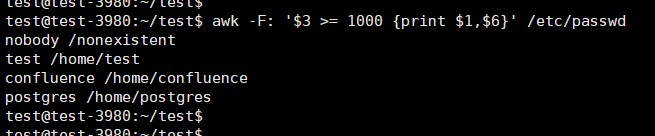 test@test-3980:~/test$
test@test-3980:~/test$ awk -F: '$3 >= 1000 {print $1,$6}' /etc/passwd
nobody /nonexistent
test /home/test
confluence /home/confluence
postgres /home/postgres
test@test-3980:~/test$
test@test-3980:~/test$